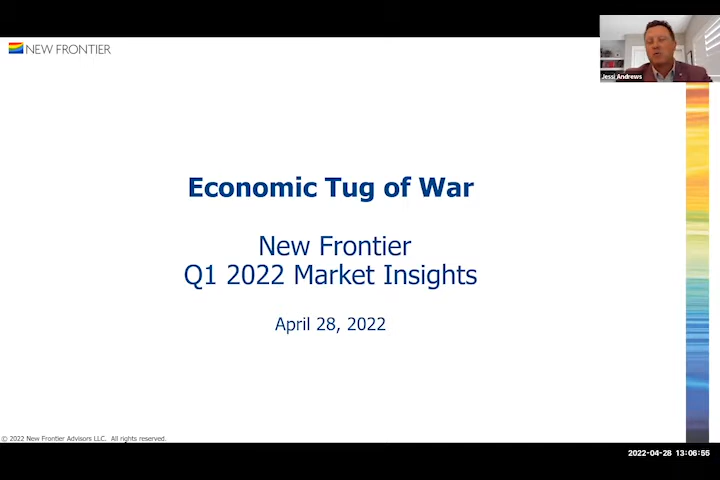 NEW FRONTIER
Jessi Andrews
Economic Tug of War
New Frontier
Q1 2022 Market Insights
April 28, 2022
© 2022 New Frontier Advisors LLC. All rights reserved.
2022-04-28 13:06:55